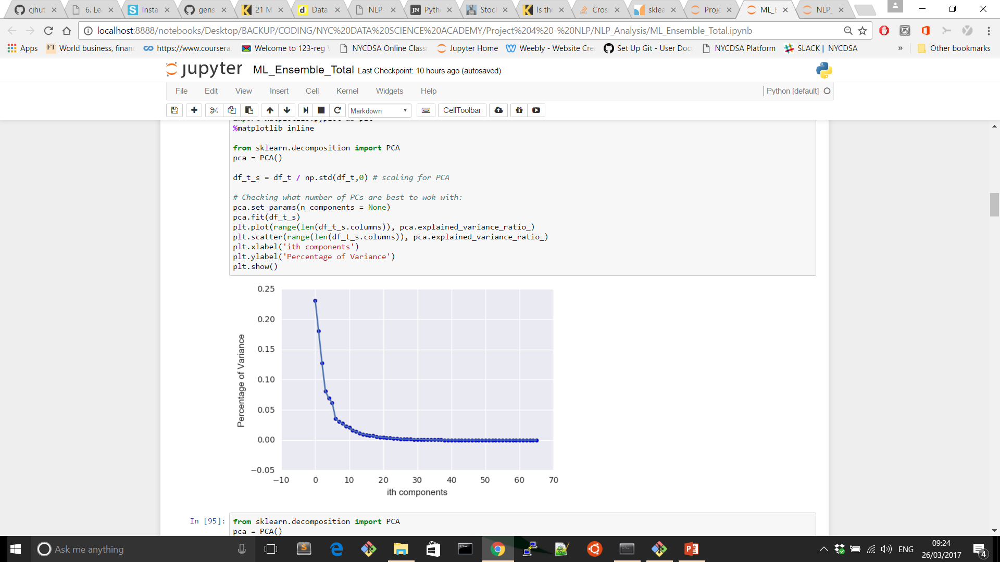 cjhut
6. Le
Insta
gens
21 M
Data
NLP-
Pyth
Stoc
Is th
Cros
sklea
Proje
ML_E
NLP_
localhost:8888/notebooks/Desktop/BACKUP/CODING/NYC%20DATA%20SCIENCE%20ACADEMY/Project%204%20-%20NLP/NLP_Analysis/ML_Ensemble_Total.ipynb
Apps
FT World business, finan
https://www.coursera.
Welcome to 123-reg
NYCDSA Online Class
Jupyter Home
Weebly - Website Cre
Set Up Git - User Doc
NYCDSA Platform
SLACK | NYCDSA
»
Other bookmarks
jupyter ML_Ensemble_Total Last Checkpoint: 10 hours ago (autosaved)
File Edit View Insert Cell Kernel Widgets Help
Python [default]
Markdown
CellToolbar
%matplotlib inline
from sklearn.decomposition import PCA
pca = PCA()
df_t_s = df_t / np.std(df_t,0) # scaling for PCA
# Checking what number of PCs are best to wok with:
pca.set_params(n_components = None)
pca.fit(df_t_s)
plt.plot(range(len(df_t_s.columns)), pca.explained_variance_ratio_)
plt.scatter(range(len(df_t_s.columns)), pca.explained_variance_ratio_)
plt.xlabel('ith components')
plt.ylabel('Percentage of Variance')
plt.show()
0.25
0.20
0.15
0.10
0.05
0.00
−0.05
Percentage of Variance
−10 0 10 20 30 40 50 60 70
ith components
In [95]:
from sklearn.decomposition import PCA
pca = PCA()
Ask me anything
ENG
09:24
26/03/2017
4